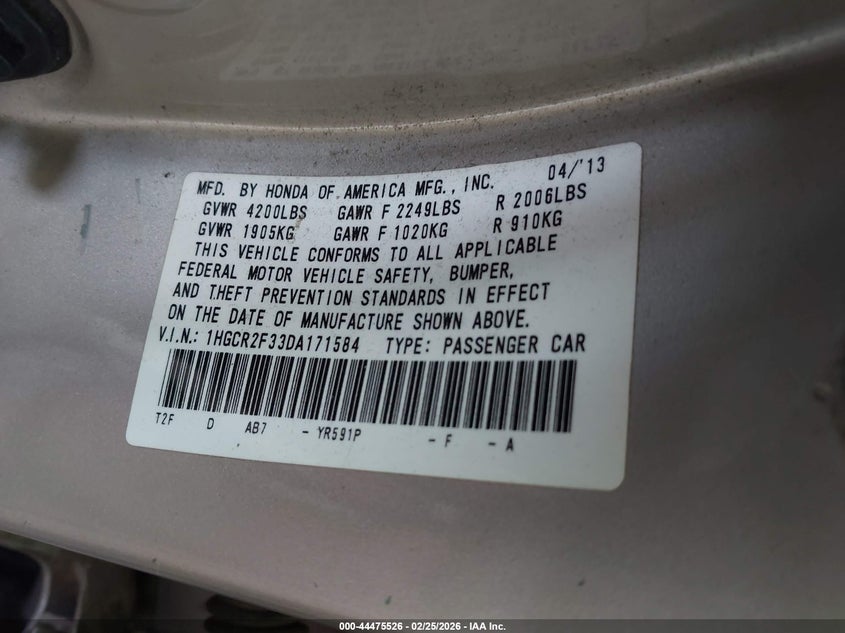 MFD. BY HONDA OF AMERICA MFG., INC. 04/'13
GVWR 4200LBS GAWR F 2249LBS R 2006LBS
GVWR 1905KG GAWR F 1020KG R 910KG
THIS VEHICLE CONFORMS TO ALL APPLICABLE
FEDERAL MOTOR VEHICLE SAFETY, BUMPER,
AND THEFT PREVENTION STANDARDS IN EFFECT
ON THE DATE OF MANUFACTURE SHOWN ABOVE.
V.I.N.: 1HGCR2F33DA171584 TYPE: PASSENGER CAR
T2F D AB7 - YR591P - F - A
000-44475526 - 02/25/2026 - IAA Inc.